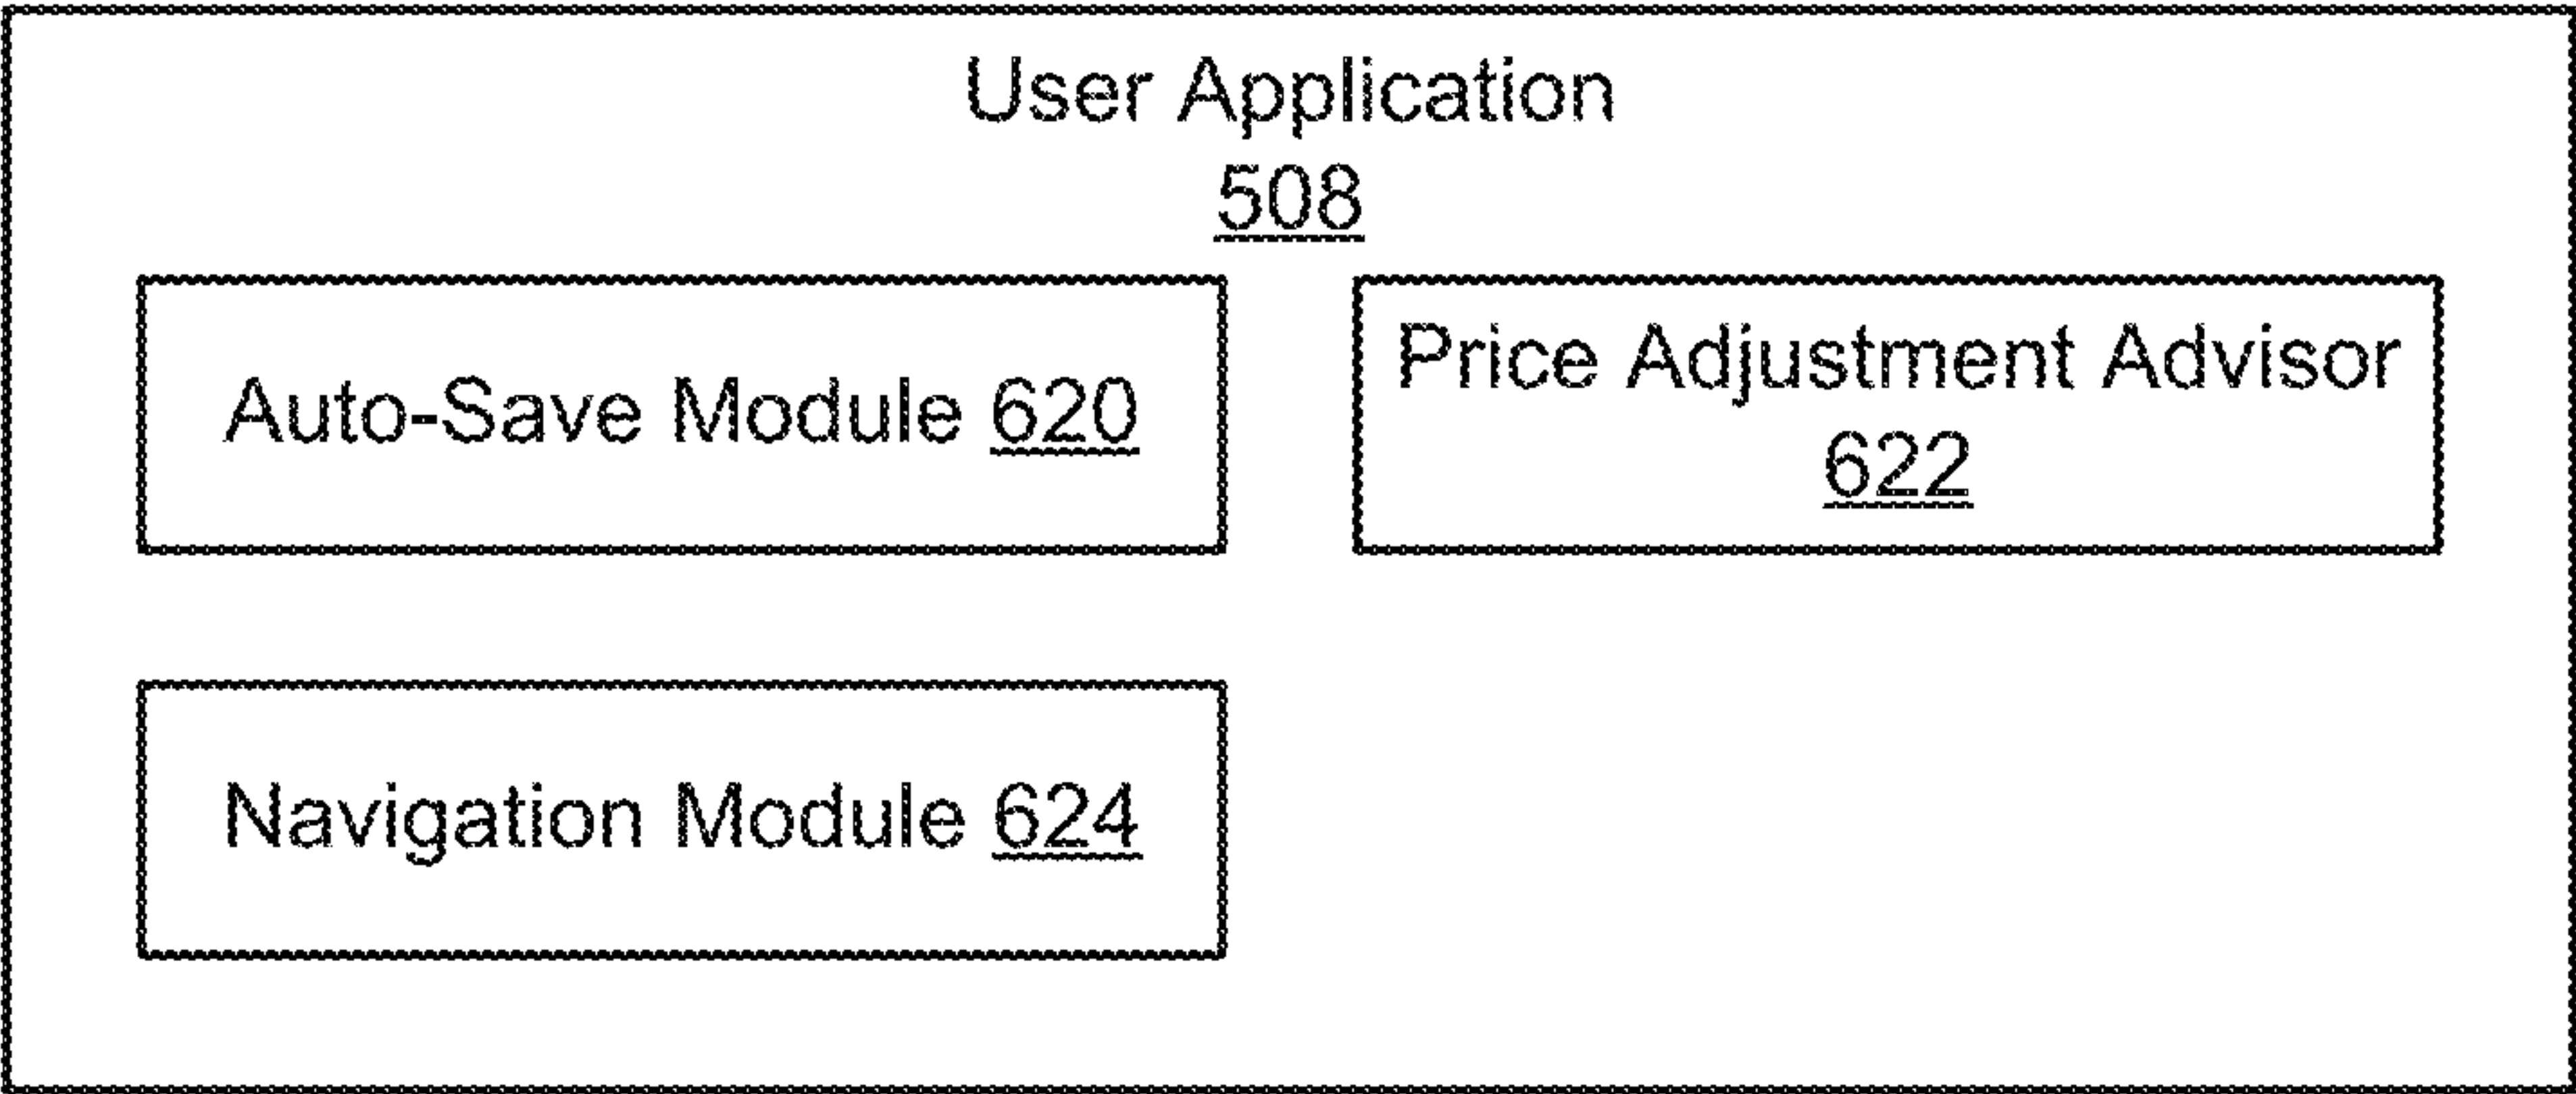 User Application
508
Auto-Save Module 620
Price Adjustment Advisor
622
Navigation Module 624